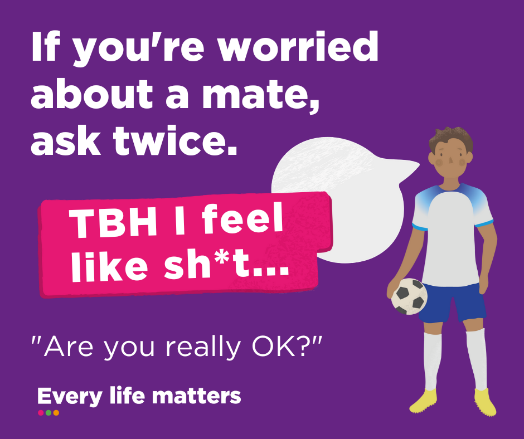 If you're worried
about a mate,
ask twice.
TBH I feel
like sh*t...
"Are you really OK?"
Every life matters